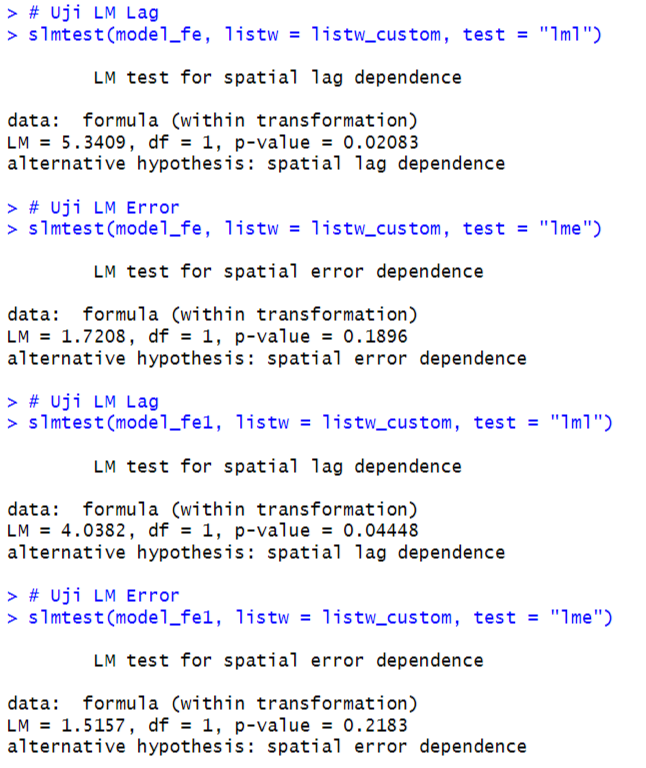 > # Uji LM Lag
> slmtest(model_fe, listw = listw_custom, test = "lml")
LM test for spatial lag dependence
data:  formula (within transformation)
LM = 5.3409, df = 1, p-value = 0.02083
alternative hypothesis: spatial lag dependence
> # Uji LM Error
> slmtest(model_fe, listw = listw_custom, test = "lme")
LM test for spatial error dependence
data:  formula (within transformation)
LM = 1.7208, df = 1, p-value = 0.1896
alternative hypothesis: spatial error dependence
> # Uji LM Lag
> slmtest(model_fe1, listw = listw_custom, test = "lml")
LM test for spatial lag dependence
data:  formula (within transformation)
LM = 4.0382, df = 1, p-value = 0.04448
alternative hypothesis: spatial lag dependence
> # Uji LM Error
> slmtest(model_fe1, listw = listw_custom, test = "lme")
LM test for spatial error dependence
data:  formula (within transformation)
LM = 1.5157, df = 1, p-value = 0.2183
alternative hypothesis: spatial error dependence